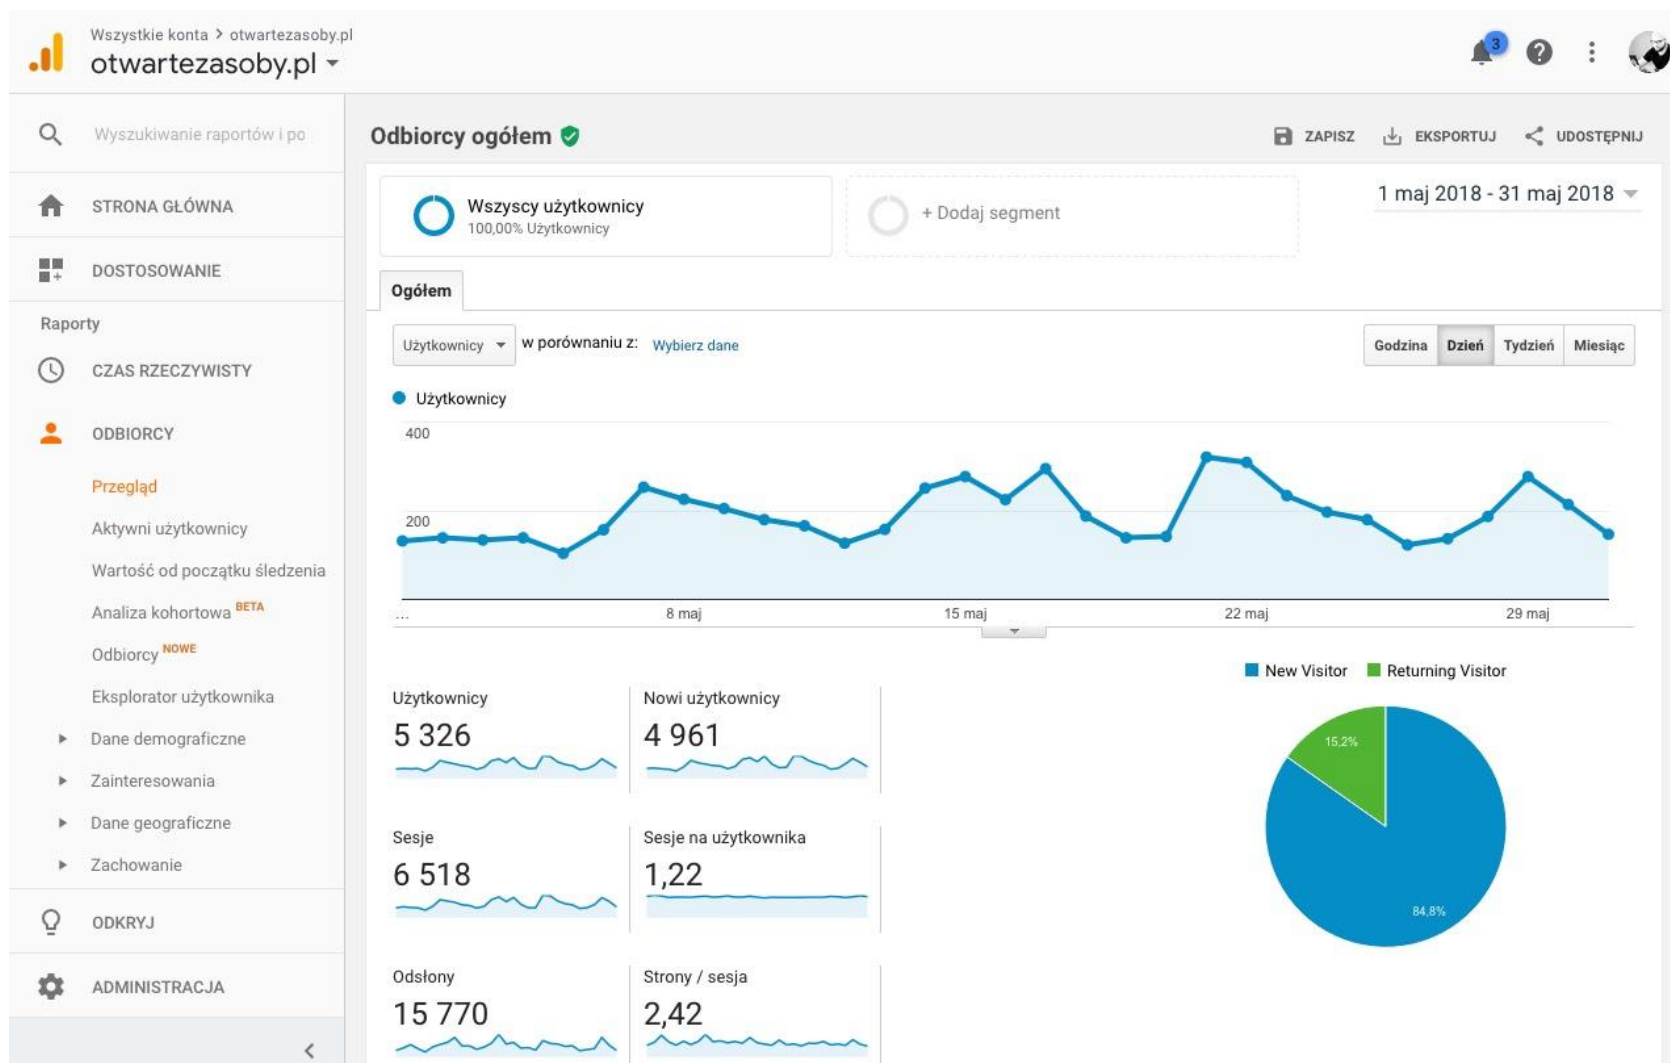 Wszystkie konta > otwartezasoby.pl
otwartezasoby.pl
3
Wyszukiwanie raportów i po
STRONA GŁÓWNA
DOSTOSOWANIE
Raporty
CZAS RZECZYWISTY
ODBIORCY
Przegląd
Aktywni użytkownicy
Wartość od początku śledzenia
Analiza kohortowa BETA
Odbiorcy NOWE
Eksplorator użytkownika
Dane demograficzne
Zainteresowania
Dane geograficzne
Zachowanie
ODKRYJ
ADMINISTRACJA
Odbiorcy ogółem
ZAPISZ
EKSPORTUJ
UDOSTĘPNIJ
Wszyscy użytkownicy
100,00% Użytkownicy
+ Dodaj segment
1 maj 2018 - 31 maj 2018
Ogółem
Użytkownicy
w porównaniu z:
Wybierz dane
Godzina
Dzień
Tydzień
Miesiąc
Użytkownicy
400
200
...
8 maj
15 maj
22 maj
29 maj
New Visitor
Returning Visitor
Użytkownicy
5 326
Nowi użytkownicy
4 961
Sesje
6 518
Sesje na użytkownika
1,22
Odsłony
15 770
Strony / sesja
2,42
15,2%
84,8%